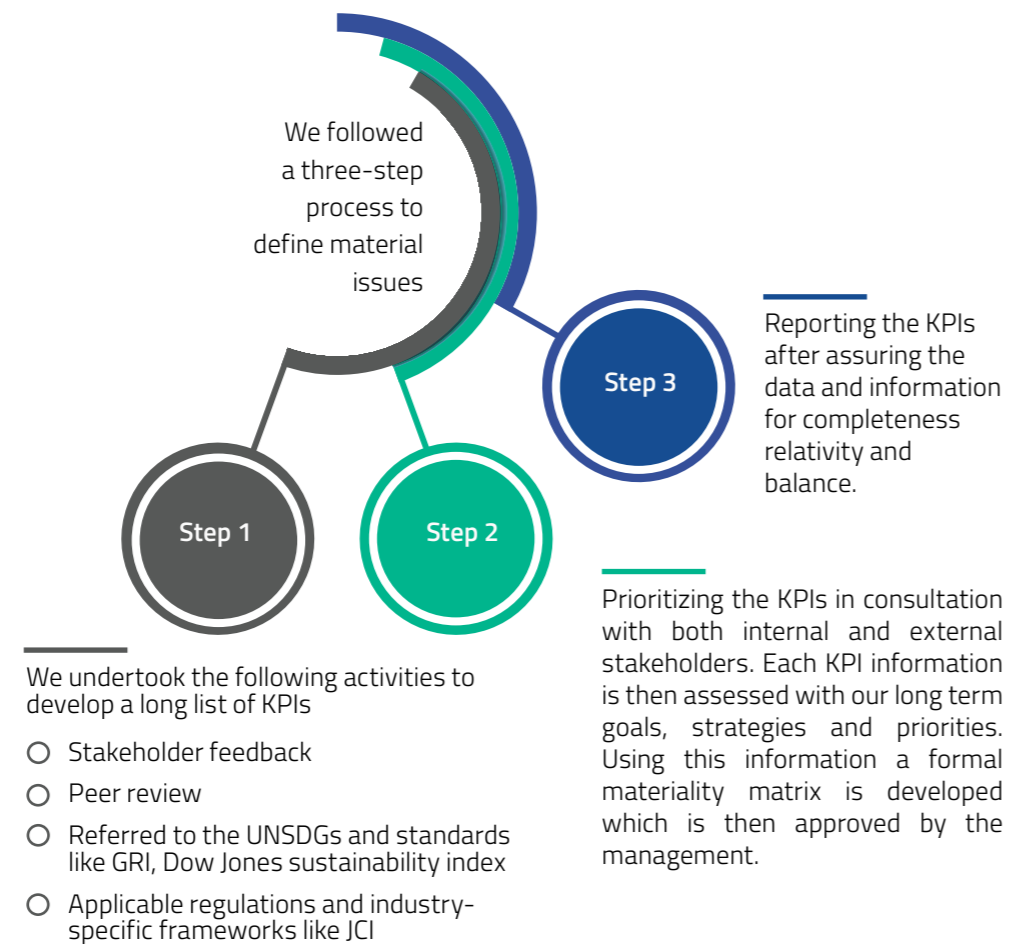 We followed
a three-step
process to
define material
issues
Step 1
We undertook the following activities to
develop a long list of KPIs
Stakeholder feedback
Peer review
Referred to the UNSDGs and standards
like GRI, Dow Jones sustainability index
Applicable regulations and industry-
specific frameworks like JCI
Step 2
Prioritizing the KPIs in consultation
with both internal and external
stakeholders. Each KPI information
is then assessed with our long term
goals, strategies and priorities.
Using this information a formal
materiality matrix is developed
which is then approved by the
management.
Step 3
Reporting the KPIs
after assuring the
data and information
for completeness
relativity and
balance.